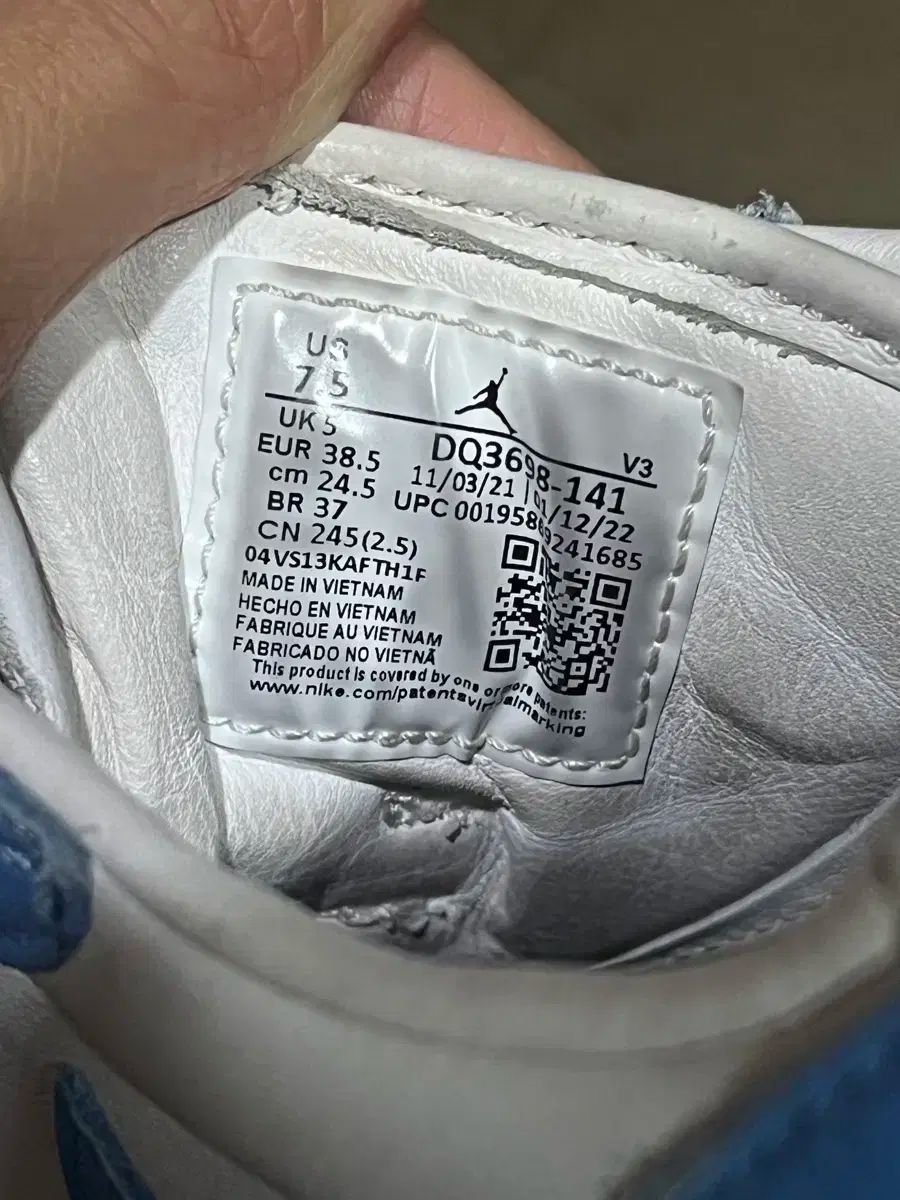 US
7 5
UK 5
EUR 38.5
cm 24.5
BR 37
CN 245(2.5)
04VS13KAFTH1F
MADE IN VIETNAM
HECHO EN VIETNAM
FABRIQUE AU VIETNAM
FABRICADO NO VIETNÃ
This product is covered by one or more patents:
www.nike.com/patents
V3
DQ3698-141
11/03/21 | 01/12/22
UPC 00195869241685